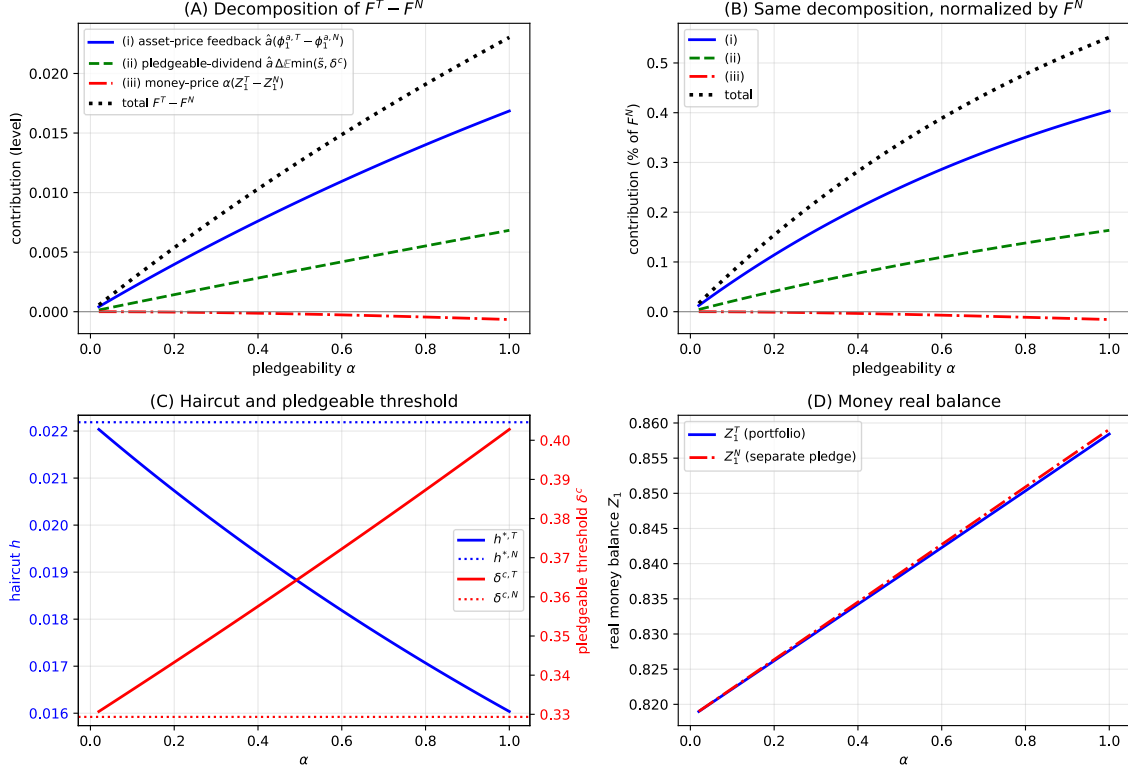 (A) Decomposition of F^T − F^N
contribution (level)
0.020
0.015
0.010
0.005
0.000
(i) asset-price feedback â(ϕ₁^{a,T} − ϕ₁^{a,N})
(ii) pledgeable-dividend â Δ𝔼min(s̃, δ^c)
(iii) money-price α(Z₁^T − Z₁^N)
total F^T − F^N
0.0 0.2 0.4 0.6 0.8 1.0
pledgeability α
(B) Same decomposition, normalized by F^N
contribution (% of F^N)
0.5
0.4
0.3
0.2
0.1
0.0
(i)
(ii)
(iii)
total
0.0 0.2 0.4 0.6 0.8 1.0
pledgeability α
(C) Haircut and pledgeable threshold
haircut h
0.022
0.021
0.020
0.019
0.018
0.017
0.016
h^{*,T}
h^{*,N}
δ^{c,T}
δ^{c,N}
0.40
0.39
0.38
0.37
0.36
0.35
0.34
0.33
pledgeable threshold δ^c
0.0 0.2 0.4 0.6 0.8 1.0
α
(D) Money real balance
real money balance Z₁
0.860
0.855
0.850
0.845
0.840
0.835
0.830
0.825
0.820
Z₁^T (portfolio)
Z₁^N (separate pledge)
0.0 0.2 0.4 0.6 0.8 1.0
α